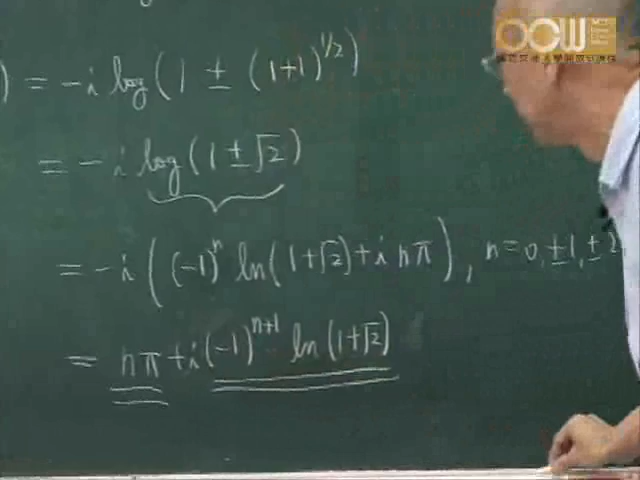 OCW
) = -i log(1 ± (1+1)^{1/2})
= -i log(1 ± √2)
= -i((-1)^n ln(1+√2) + i nπ), n=0, ±1, ±2
= nπ + i(-1)^{n+1} ln(1+√2)